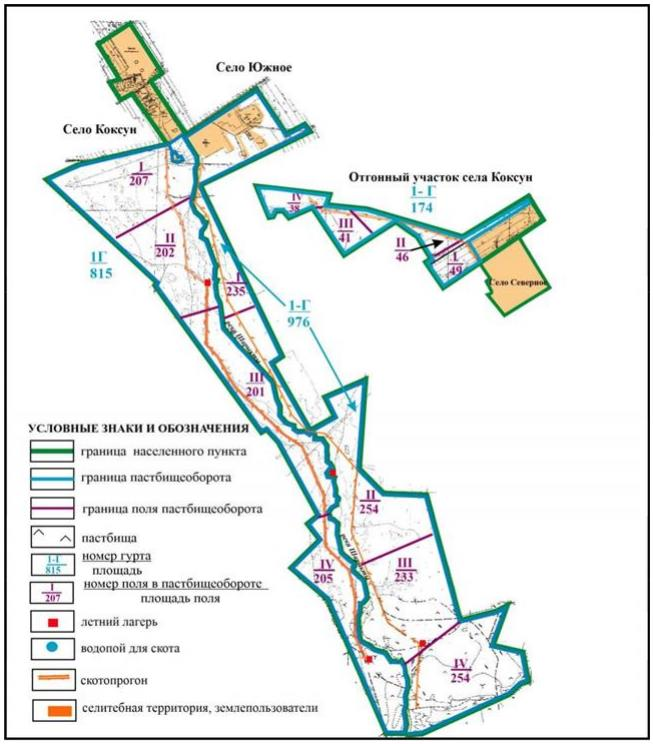 Село Южное
Село Коксун
Отгонный участок села Коксун
1- Г
174
I
207
IV
38
III
41
II
46
I
49
Село Северное
II
202
1Г
815
I
235
1-Г
976
река
III
201
УСЛОВНЫЕ ЗНАКИ И ОБОЗНАЧЕНИЯ
граница населенного пункта
граница пастбищеоборота
граница поля пастбищеоборота
пастбища
1-Г
815
номер гурта
площадь
I
207
номер поля в пастбищеобороте
площадь поля
летний лагерь
водопой для скота
скотопрогон
селитебная территория, землепользователи
II
254
река
IV
205
III
233
IV
254